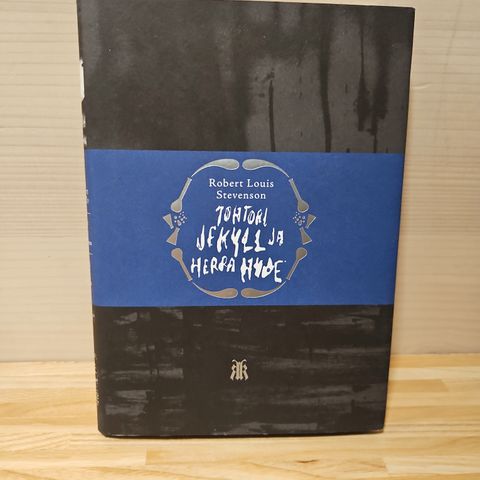 Robert Louis
Stevenson
TOHTORI
JEKYLL JA
HERRA HYDE